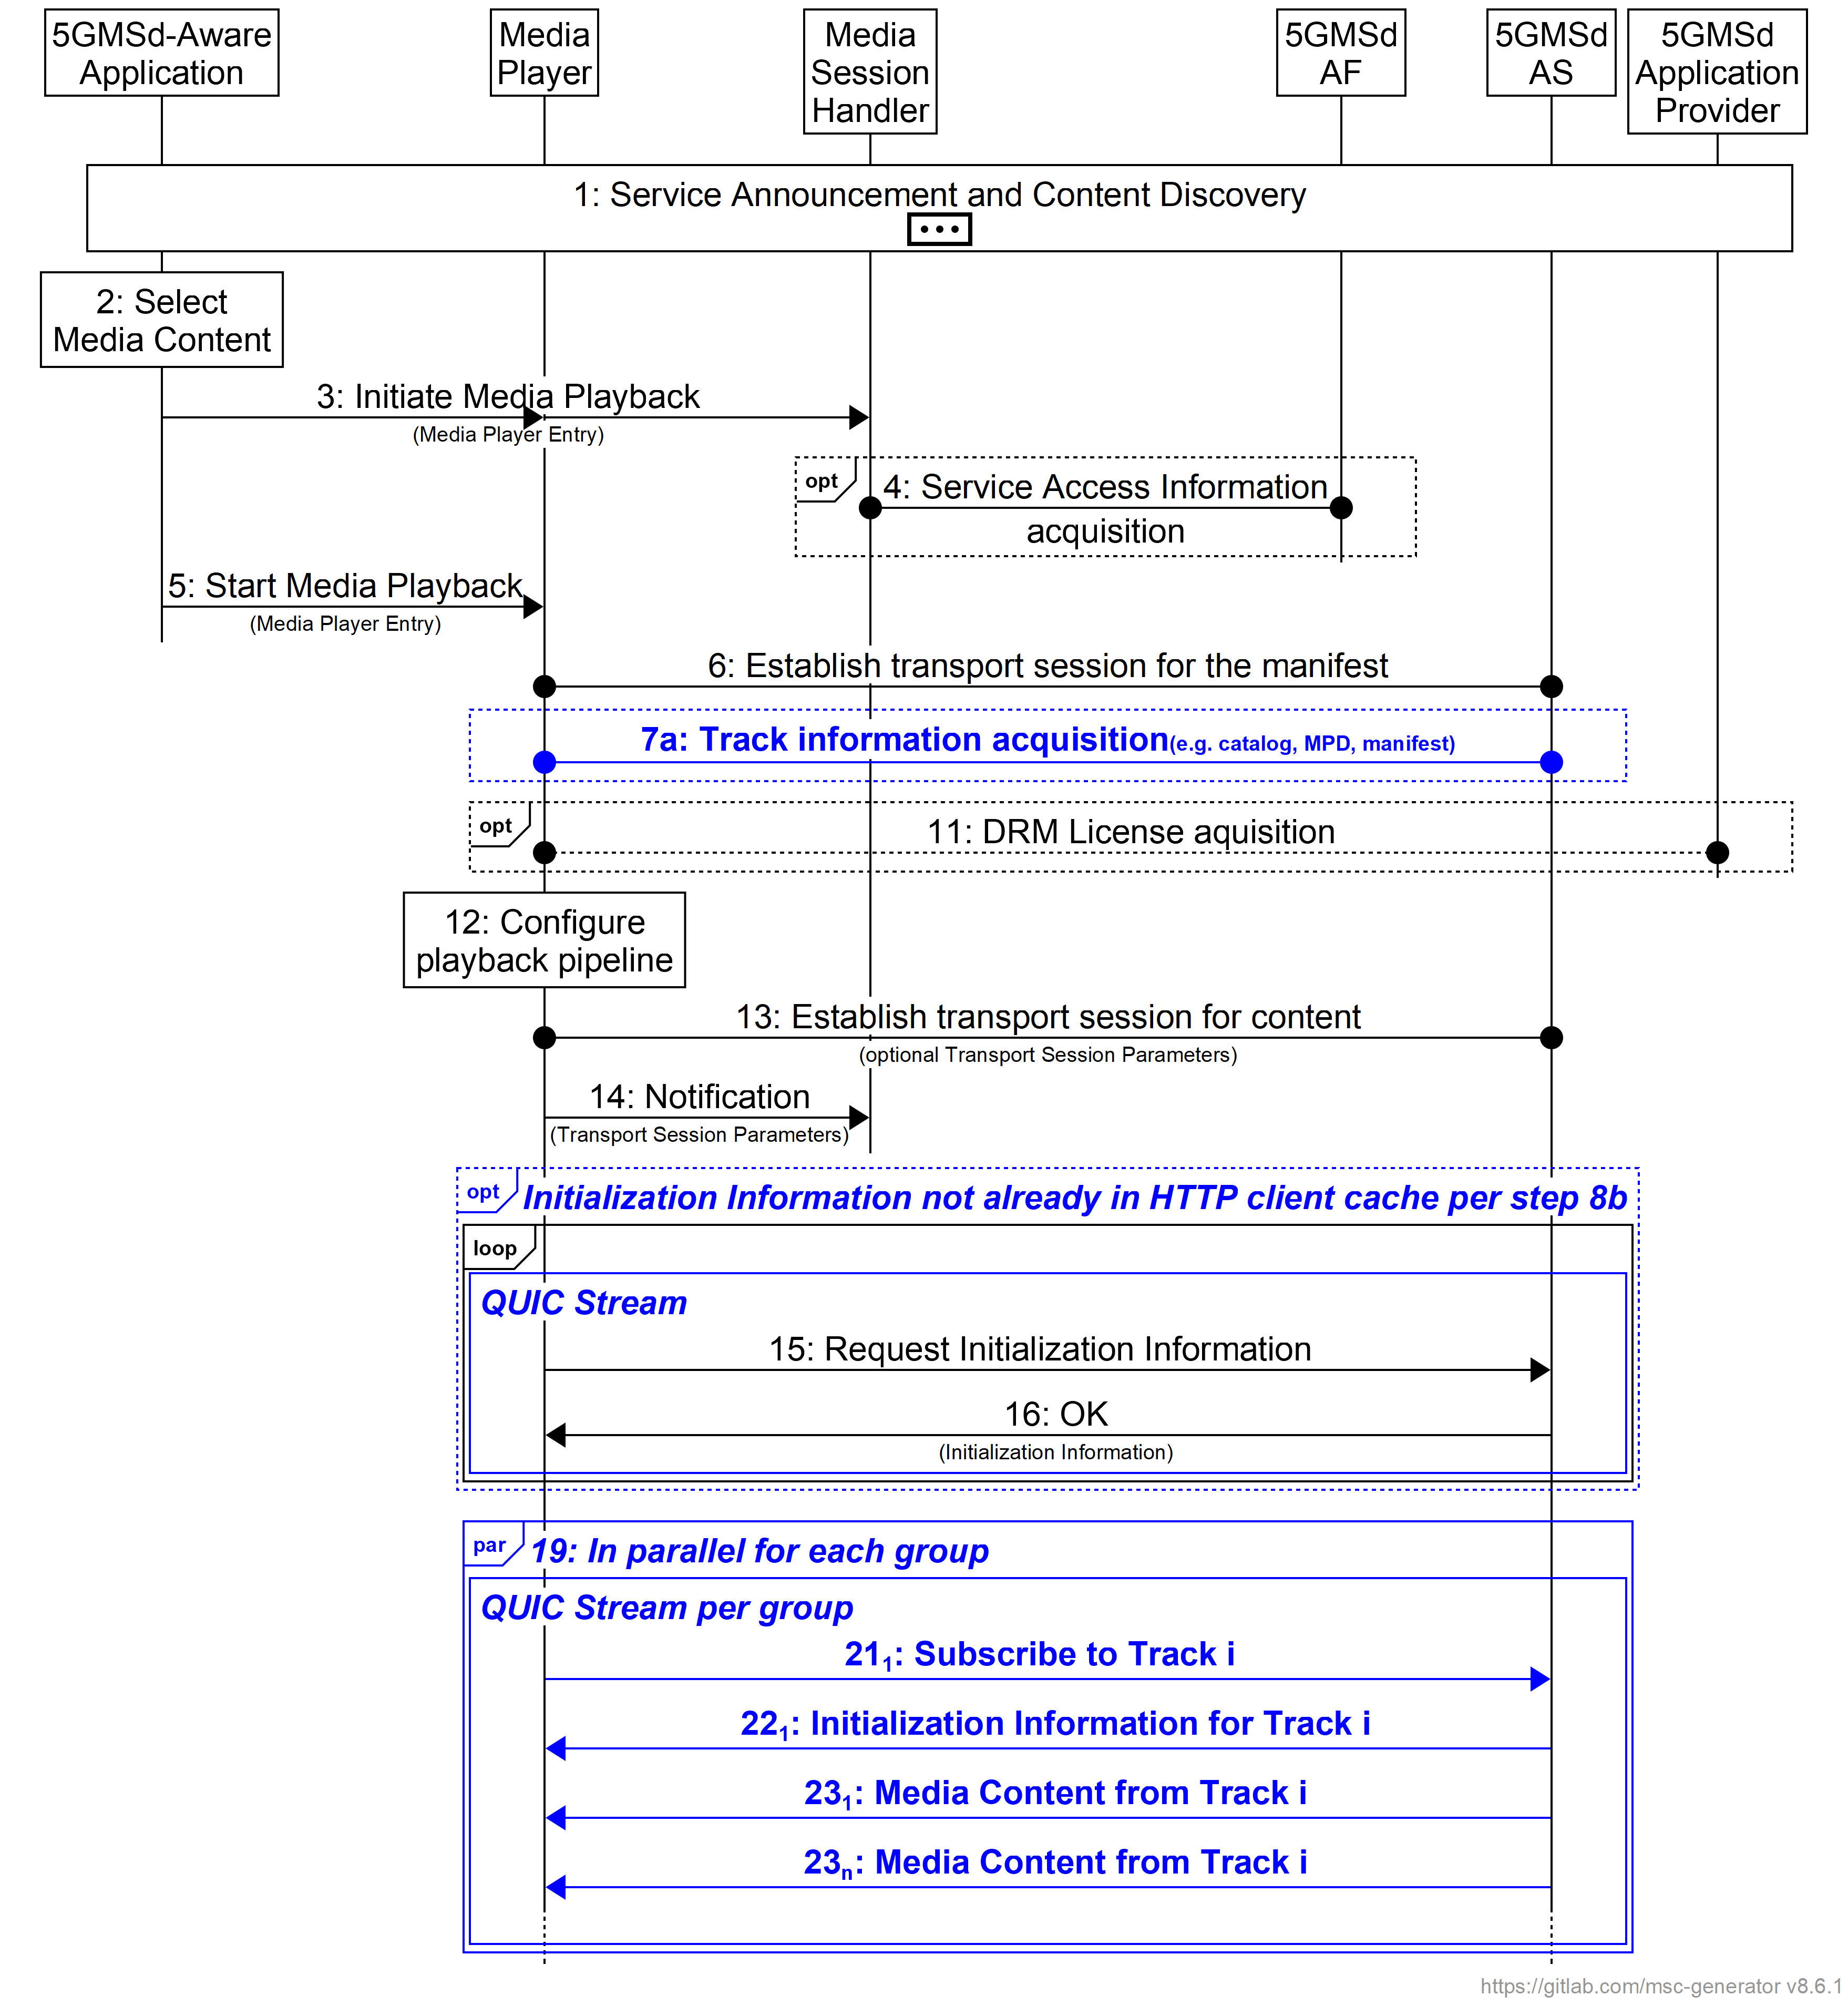 5GMSd-Aware
Application
Media
Player
Media
Session
Handler
5GMSd
AF
5GMSd
AS
5GMSd
Application
Provider
1: Service Announcement and Content Discovery
2: Select
Media Content
3: Initiate Media Playback
(Media Player Entry)
opt
4: Service Access Information
acquisition
5: Start Media Playback
(Media Player Entry)
6: Establish transport session for the manifest
7a: Track information acquisition(e.g. catalog, MPD, manifest)
opt
11: DRM License aquisition
12: Configure
playback pipeline
13: Establish transport session for content
(optional Transport Session Parameters)
14: Notification
(Transport Session Parameters)
opt
Initialization Information not already in HTTP client cache per step 8b
loop
QUIC Stream
15: Request Initialization Information
16: OK
(Initialization Information)
par
19: In parallel for each group
QUIC Stream per group
21₁: Subscribe to Track i
22₁: Initialization Information for Track i
23₁: Media Content from Track i
23ₙ: Media Content from Track i
https://gitlab.com/msc-generator v8.6.1